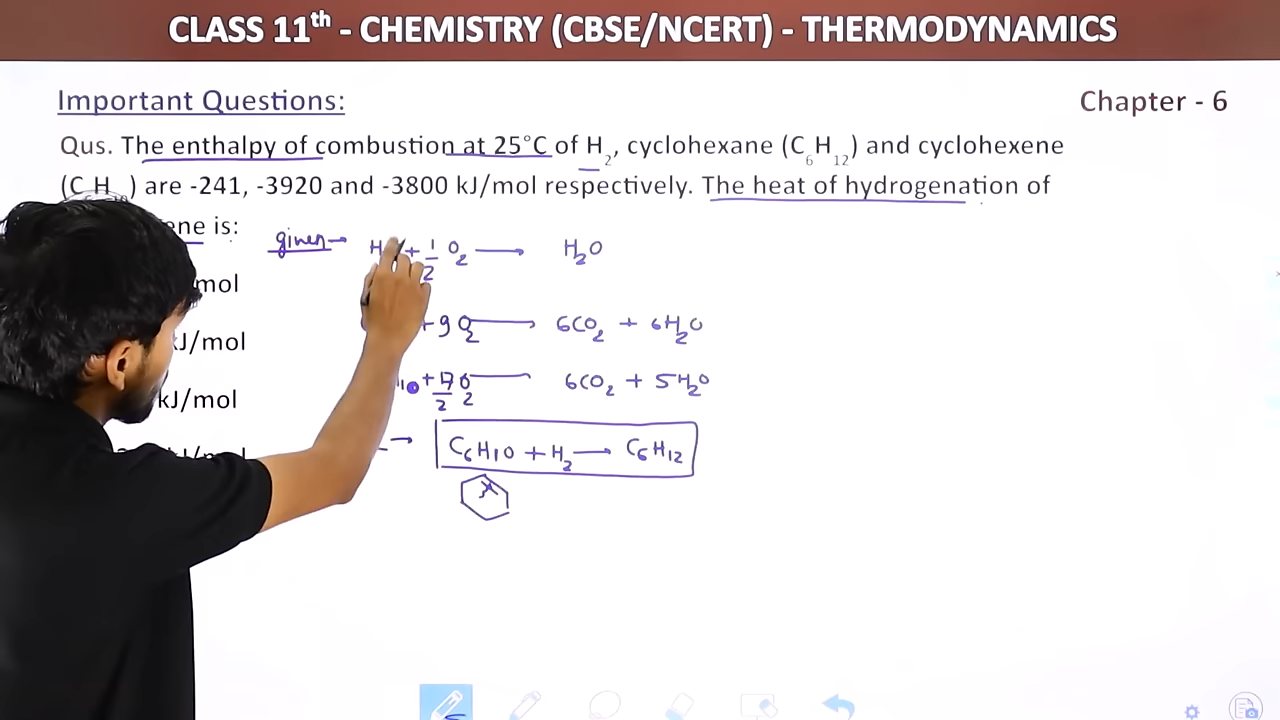 CLASS 11th - CHEMISTRY (CBSE/NCERT) - THERMODYNAMICS
Important Questions:
Chapter - 6
Qus. The enthalpy of combustion at 25°C of H2, cyclohexane (C6H12) and cyclohexene
) are -241, -3920 and -3800 kJ/mol respectively. The heat of hydrogenation of
is:
given → + 1/2 O2 → H2O
mol
+ 9 O2 → 6CO2 + 6H2O
kJ/mol
10 + 17/2 O2 — 6CO2 + 5H2O
kJ/mol
→ C6H10 + H2 → C6H12